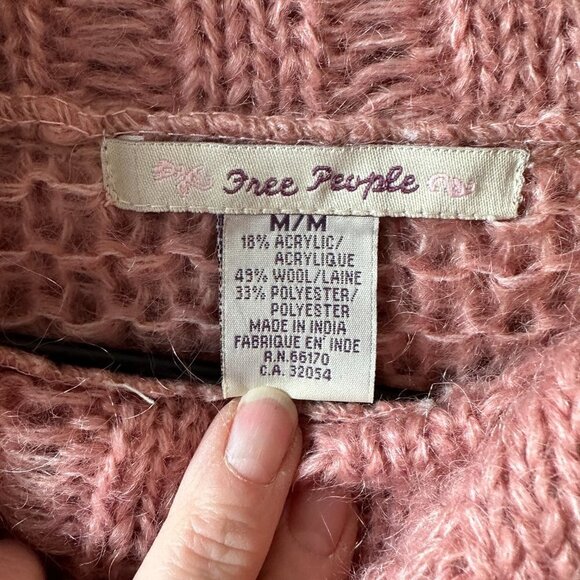 Free People
M/M
18% ACRYLIC/
ACRYLIQUE
49% WOOL/LAINE
33% POLYESTER/
POLYESTER
MADE IN INDIA
FABRIQUE EN' INDE
R.N.66170
C.A. 32054